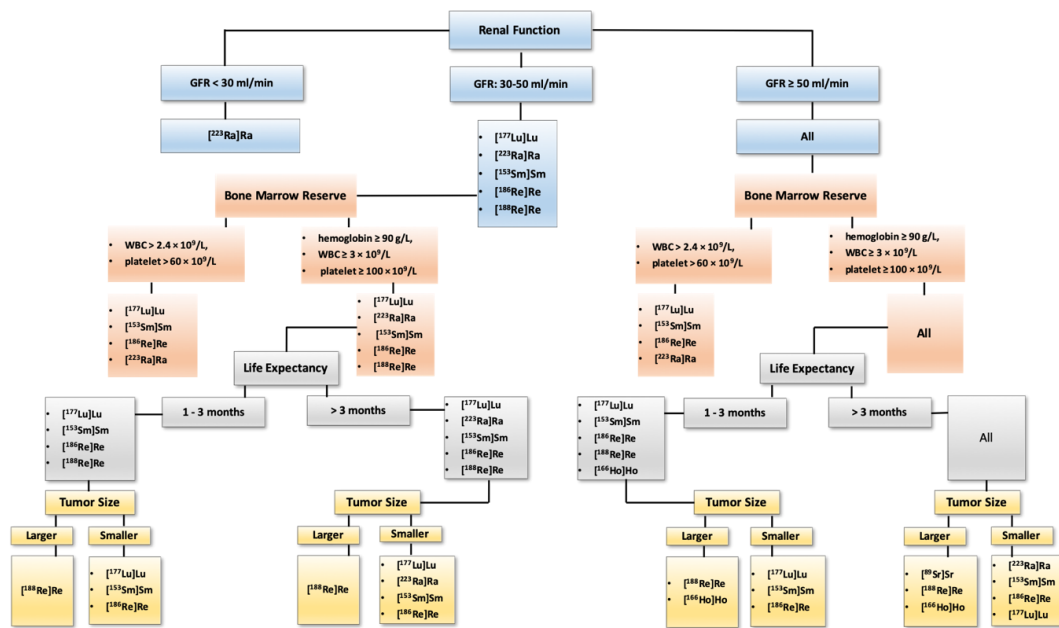 Renal Function
GFR < 30 ml/min
GFR: 30-50 ml/min
GFR ≥ 50 ml/min
[²²³Ra]Ra
• [¹⁷⁷Lu]Lu
• [²²³Ra]Ra
• [¹⁵³Sm]Sm
• [¹⁸⁶Re]Re
• [¹⁸⁸Re]Re
All
Bone Marrow Reserve
• WBC > 2.4 × 10⁹/L,
• platelet > 60 × 10⁹/L
• hemoglobin ≥ 90 g/L,
• WBC ≥ 3 × 10⁹/L
• platelet ≥ 100 × 10⁹/L
• [¹⁷⁷Lu]Lu
• [¹⁵³Sm]Sm
• [¹⁸⁶Re]Re
• [²²³Ra]Ra
• [¹⁷⁷Lu]Lu
• [²²³Ra]Ra
• [¹⁵³Sm]Sm
• [¹⁸⁶Re]Re
• [¹⁸⁸Re]Re
Bone Marrow Reserve
• WBC > 2.4 × 10⁹/L,
• platelet > 60 × 10⁹/L
• hemoglobin ≥ 90 g/L,
• WBC ≥ 3 × 10⁹/L
• platelet ≥ 100 × 10⁹/L
• [¹⁷⁷Lu]Lu
• [¹⁵³Sm]Sm
• [¹⁸⁶Re]Re
• [²²³Ra]Ra
All
Life Expectancy
1 - 3 months
> 3 months
• [¹⁷⁷Lu]Lu
• [¹⁵³Sm]Sm
• [¹⁸⁶Re]Re
• [¹⁸⁸Re]Re
• [¹⁷⁷Lu]Lu
• [²²³Ra]Ra
• [¹⁵³Sm]Sm
• [¹⁸⁶Re]Re
• [¹⁸⁸Re]Re
Life Expectancy
1 - 3 months
> 3 months
• [¹⁷⁷Lu]Lu
• [¹⁵³Sm]Sm
• [¹⁸⁶Re]Re
• [¹⁸⁸Re]Re
• [¹⁶⁶Ho]Ho
All
Tumor Size
Larger
Smaller
[¹⁸⁸Re]Re
• [¹⁷⁷Lu]Lu
• [¹⁵³Sm]Sm
• [¹⁸⁶Re]Re
Tumor Size
Larger
Smaller
[¹⁸⁸Re]Re
• [¹⁷⁷Lu]Lu
• [²²³Ra]Ra
• [¹⁵³Sm]Sm
• [¹⁸⁶Re]Re
Tumor Size
Larger
Smaller
• [¹⁸⁸Re]Re
• [¹⁶⁶Ho]Ho
• [¹⁷⁷Lu]Lu
• [¹⁵³Sm]Sm
• [¹⁸⁶Re]Re
Tumor Size
Larger
Smaller
• [⁸⁹Sr]Sr
• [¹⁸⁸Re]Re
• [¹⁶⁶Ho]Ho
• [²²³Ra]Ra
• [¹⁵³Sm]Sm
• [¹⁸⁶Re]Re
• [¹⁷⁷Lu]Lu